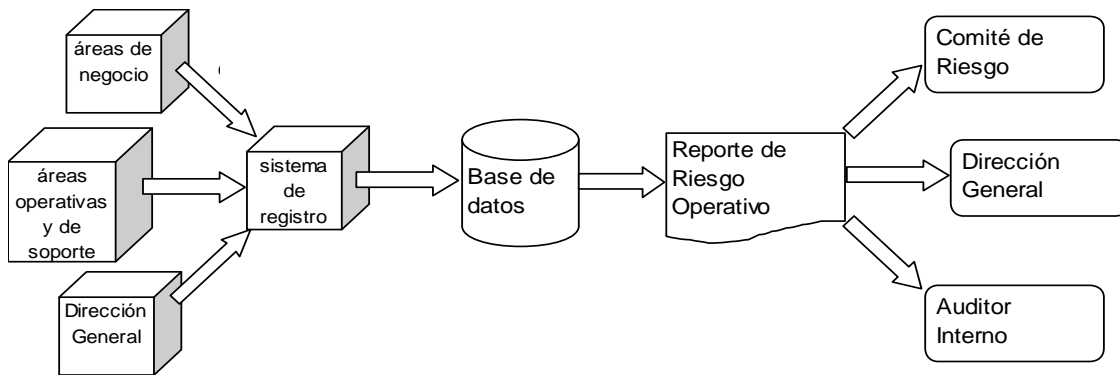 áreas de
negocio
áreas
operativas
y de
soporte
Dirección
General
sistema
de
registro
Base de
datos
Reporte de
Riesgo
Operativo
Comité de
Riesgo
Dirección
General
Auditor
Interno